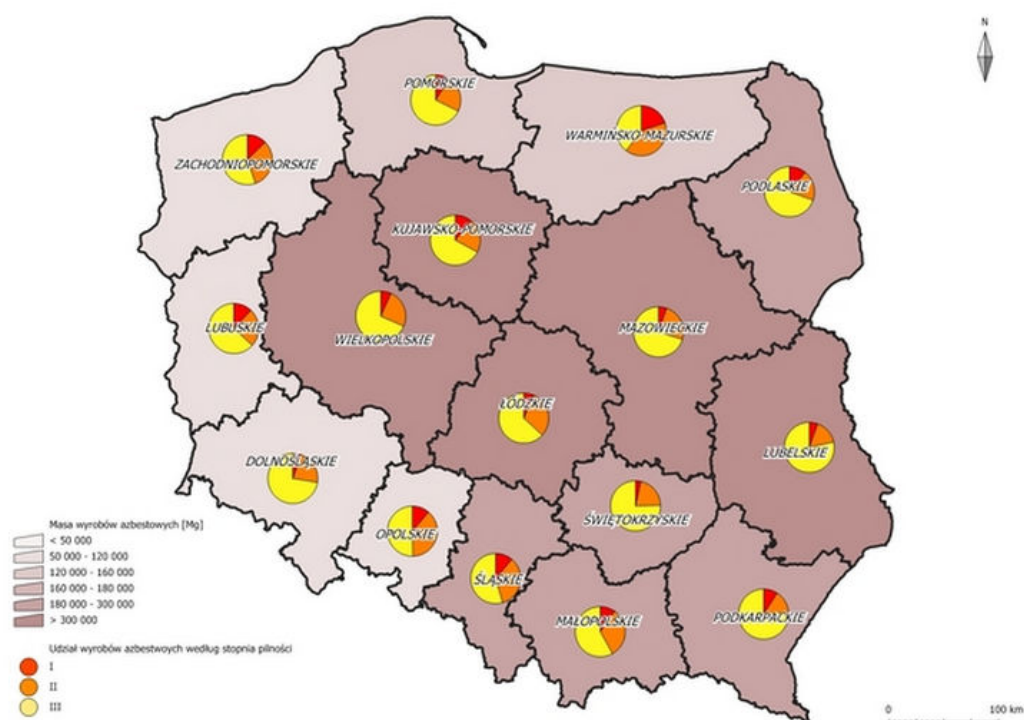 N
POMORSKIE
WARMIŃSKO-MAZURSKIE
ZACHODNIOPOMORSKIE
PODLASKIE
KUJAWSKO-POMORSKIE
LUBUSKIE
MAZOWIECKIE
WIELKOPOLSKIE
ŁÓDZKIE
LUBELSKIE
DOLNOŚLĄSKIE
ŚWIĘTOKRZYSKIE
OPOLSKIE
ŚLĄSKIE
PODKARPACKIE
MAŁOPOLSKIE
Masa wyrobów azbestowych [Mg]
< 50 000
50 000 - 120 000
120 000 - 160 000
160 000 - 180 000
180 000 - 300 000
> 300 000
Udział wyrobów azbestwoych według stopnia pilności
I
II
III
0 100 km